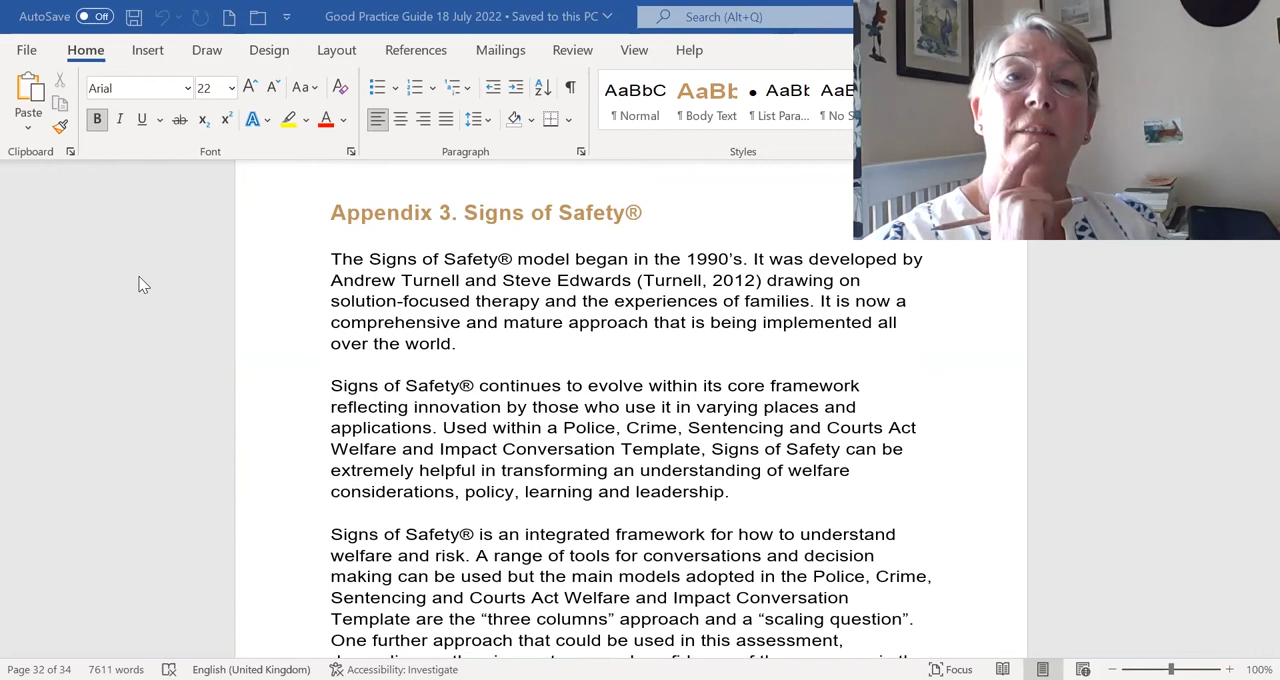 AutoSave Off Good Practice Guide 18 July 2022 • Saved to this PC Search (Alt+Q)
File Home Insert Draw Design Layout References Mailings Review View Help
Arial 22 Aa A A
AaBbC AaBb • AaBb AaB
Paste B I U ab x₂ x² A A ¶ Normal ¶ Body Text ¶ List Para... ¶ No S
Clipboard Font Paragraph Styles
Appendix 3. Signs of Safety®
The Signs of Safety® model began in the 1990’s. It was developed by
Andrew Turnell and Steve Edwards (Turnell, 2012) drawing on
solution-focused therapy and the experiences of families. It is now a
comprehensive and mature approach that is being implemented all
over the world.
Signs of Safety® continues to evolve within its core framework
reflecting innovation by those who use it in varying places and
applications. Used within a Police, Crime, Sentencing and Courts Act
Welfare and Impact Conversation Template, Signs of Safety can be
extremely helpful in transforming an understanding of welfare
considerations, policy, learning and leadership.
Signs of Safety® is an integrated framework for how to understand
welfare and risk. A range of tools for conversations and decision
making can be used but the main models adopted in the Police, Crime,
Sentencing and Courts Act Welfare and Impact Conversation
Template are the “three columns” approach and a “scaling question”.
One further approach that could be used in this assessment,
Page 32 of 34 7611 words English (United Kingdom) Accessibility: Investigate Focus 100%